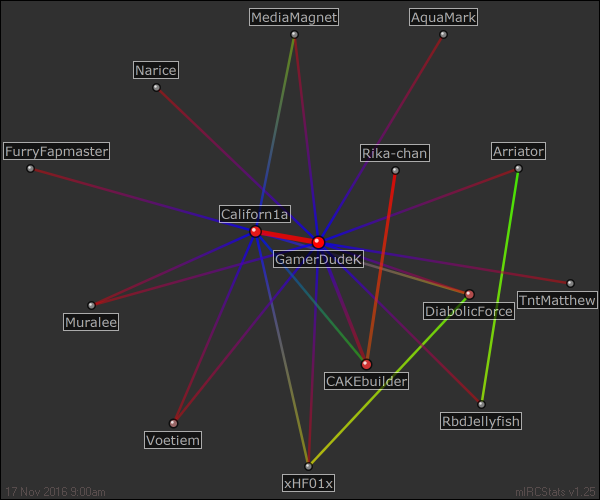 MediaMagnet
AquaMark
Narice
FurryFapmaster
Rika-chan
Arriator
Californ1a
GamerDudeK
TntMatthew
DiabolicForce
Muralee
CAKEbuilder
RbdJellyfish
Voetiem
xHF01x
17 Nov 2016 9:00am
mIRCStats v1.25